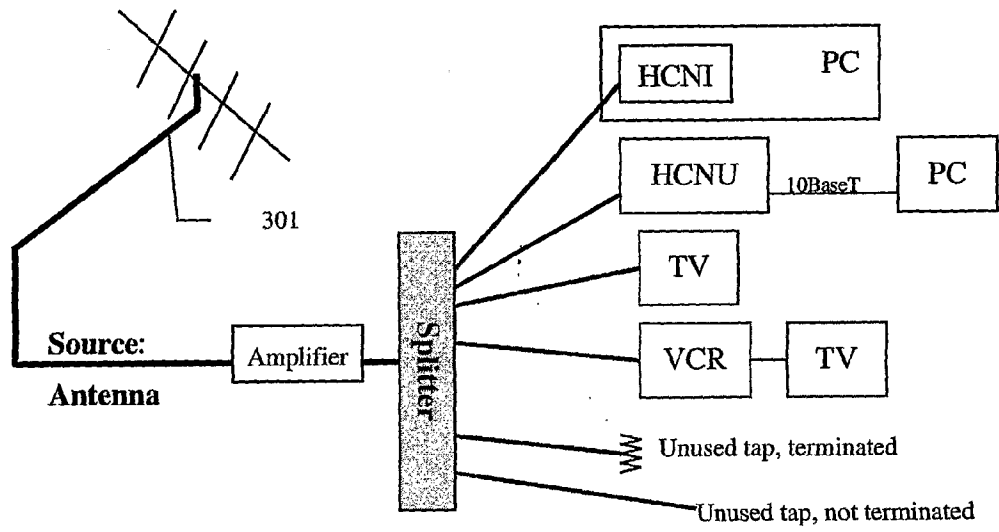 HCNI
PC
HCNU
10BaseT
PC
301
TV
Source:
Antenna
Amplifier
Splitter
VCR
TV
Unused tap, terminated
Unused tap, not terminated